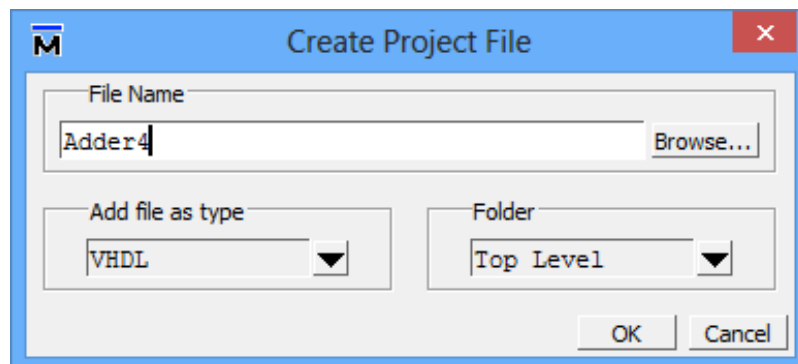 M
Create Project File
x
File Name
Adder4
Browse...
Add file as type
Folder
VHDL
Top Level
OK
Cancel